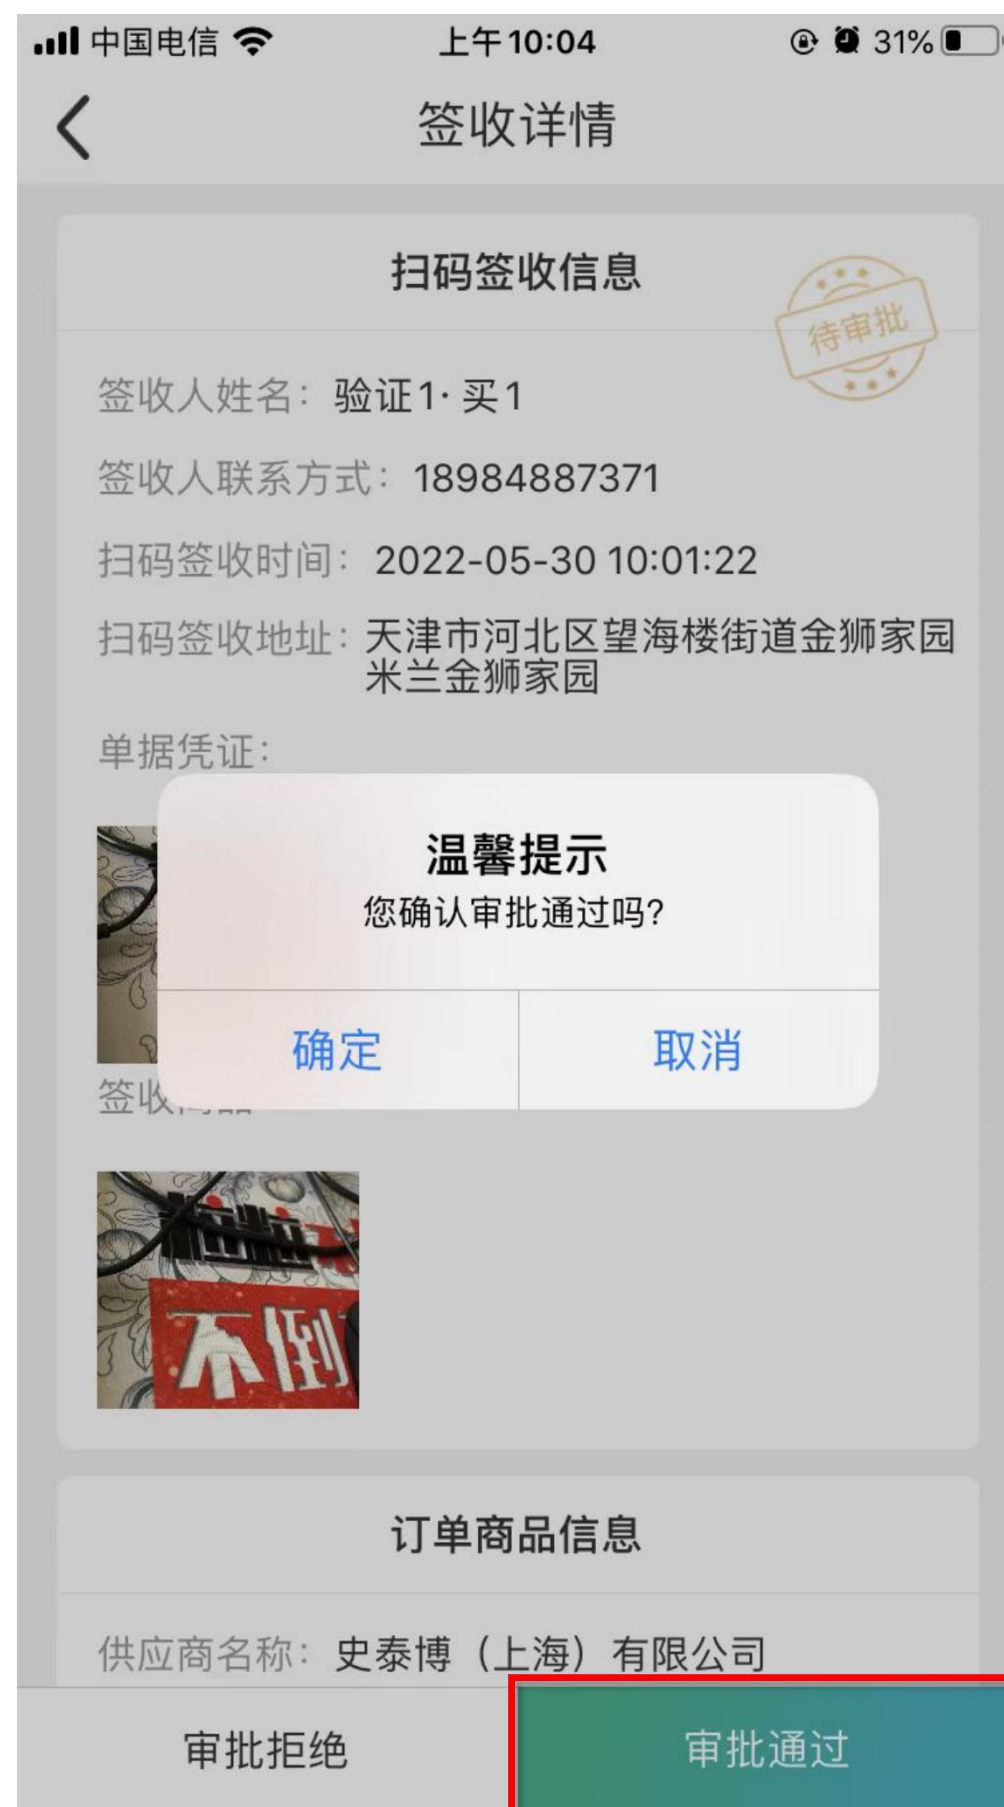 中国电信 上午10:04 31%
签收详情
扫码签收信息
待审批
签收人姓名：验证1·买1
签收人联系方式：18984887371
扫码签收时间：2022-05-30 10:01:22
扫码签收地址：天津市河北区望海楼街道金狮家园
米兰金狮家园
单据凭证：
温馨提示
您确认审批通过吗?
确定 取消
签收
不倒
订单商品信息
供应商名称：史泰博（上海）有限公司
审批拒绝 审批通过